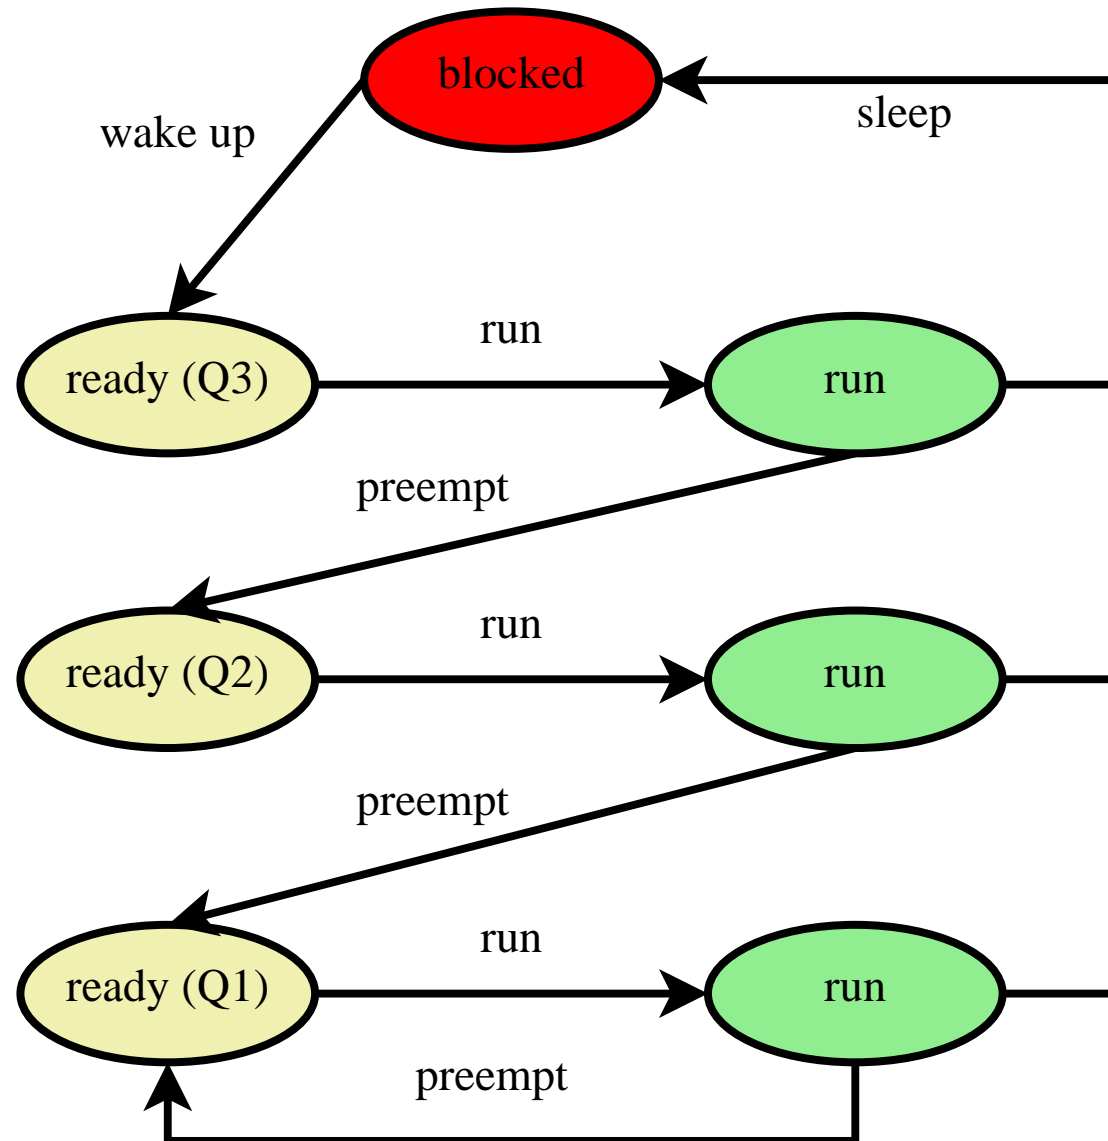 blocked
sleep
wake up
run
ready (Q3)
run
preempt
run
ready (Q2)
run
preempt
run
ready (Q1)
run
preempt